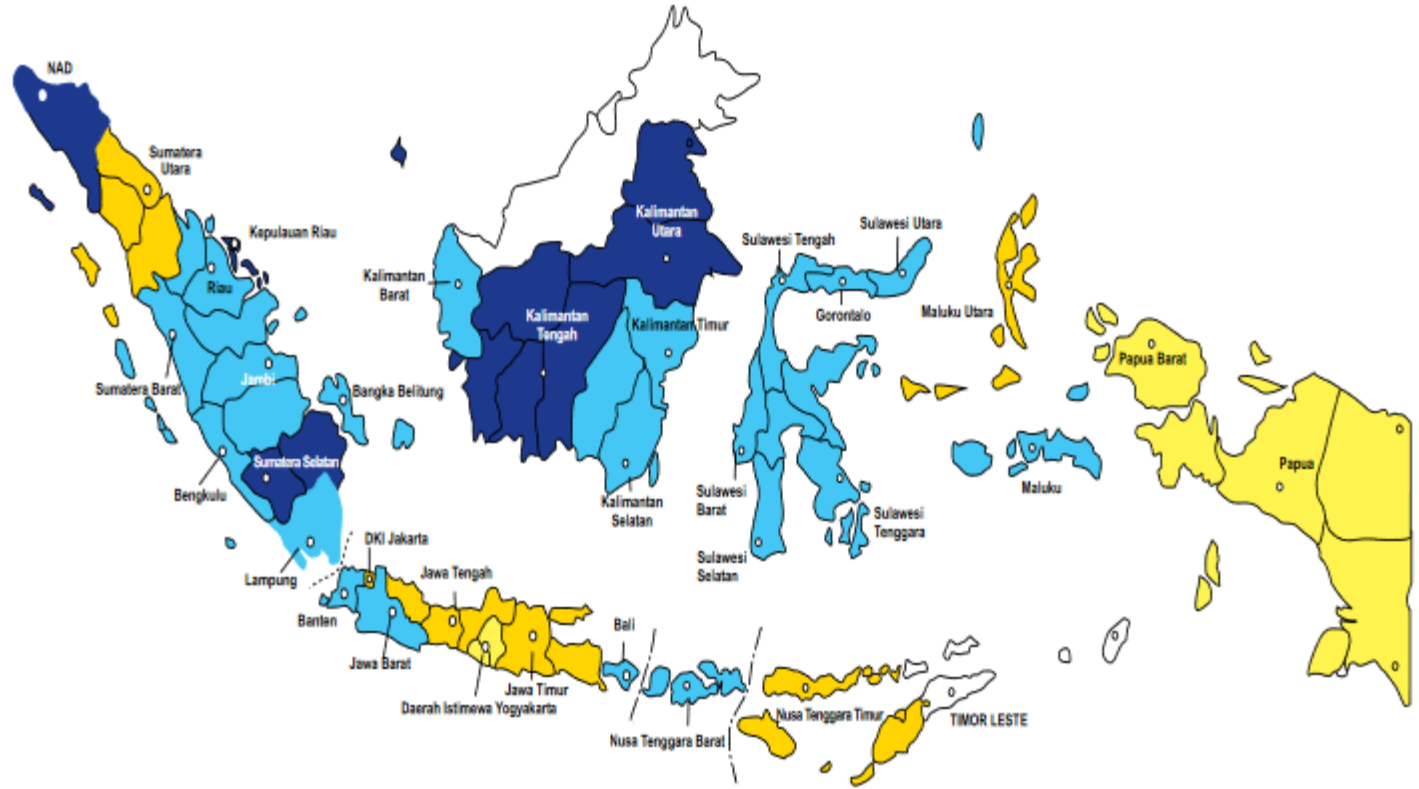 NAD
Sumatera
Utara
Kepulauan Riau
Riau
Sumatera Barat
Jambi
Bangka Belitung
Sumatera Selatan
Bengkulu
Lampung
Kalimantan
Barat
Kalimantan
Utara
Kalimantan
Tengah
Kalimantan Timur
Kalimantan
Selatan
Sulawesi Utara
Sulawesi Tengah
Gorontalo
Sulawesi
Barat
Sulawesi
Tenggara
Sulawesi
Selatan
Maluku Utara
Maluku
Papua Barat
Papua
DKI Jakarta
Banten
Jawa Barat
Jawa Tengah
Daerah Istimewa Yogyakarta
Jawa Timur
Bali
Nusa Tenggara Barat
Nusa Tenggara Timur
TIMOR LESTE